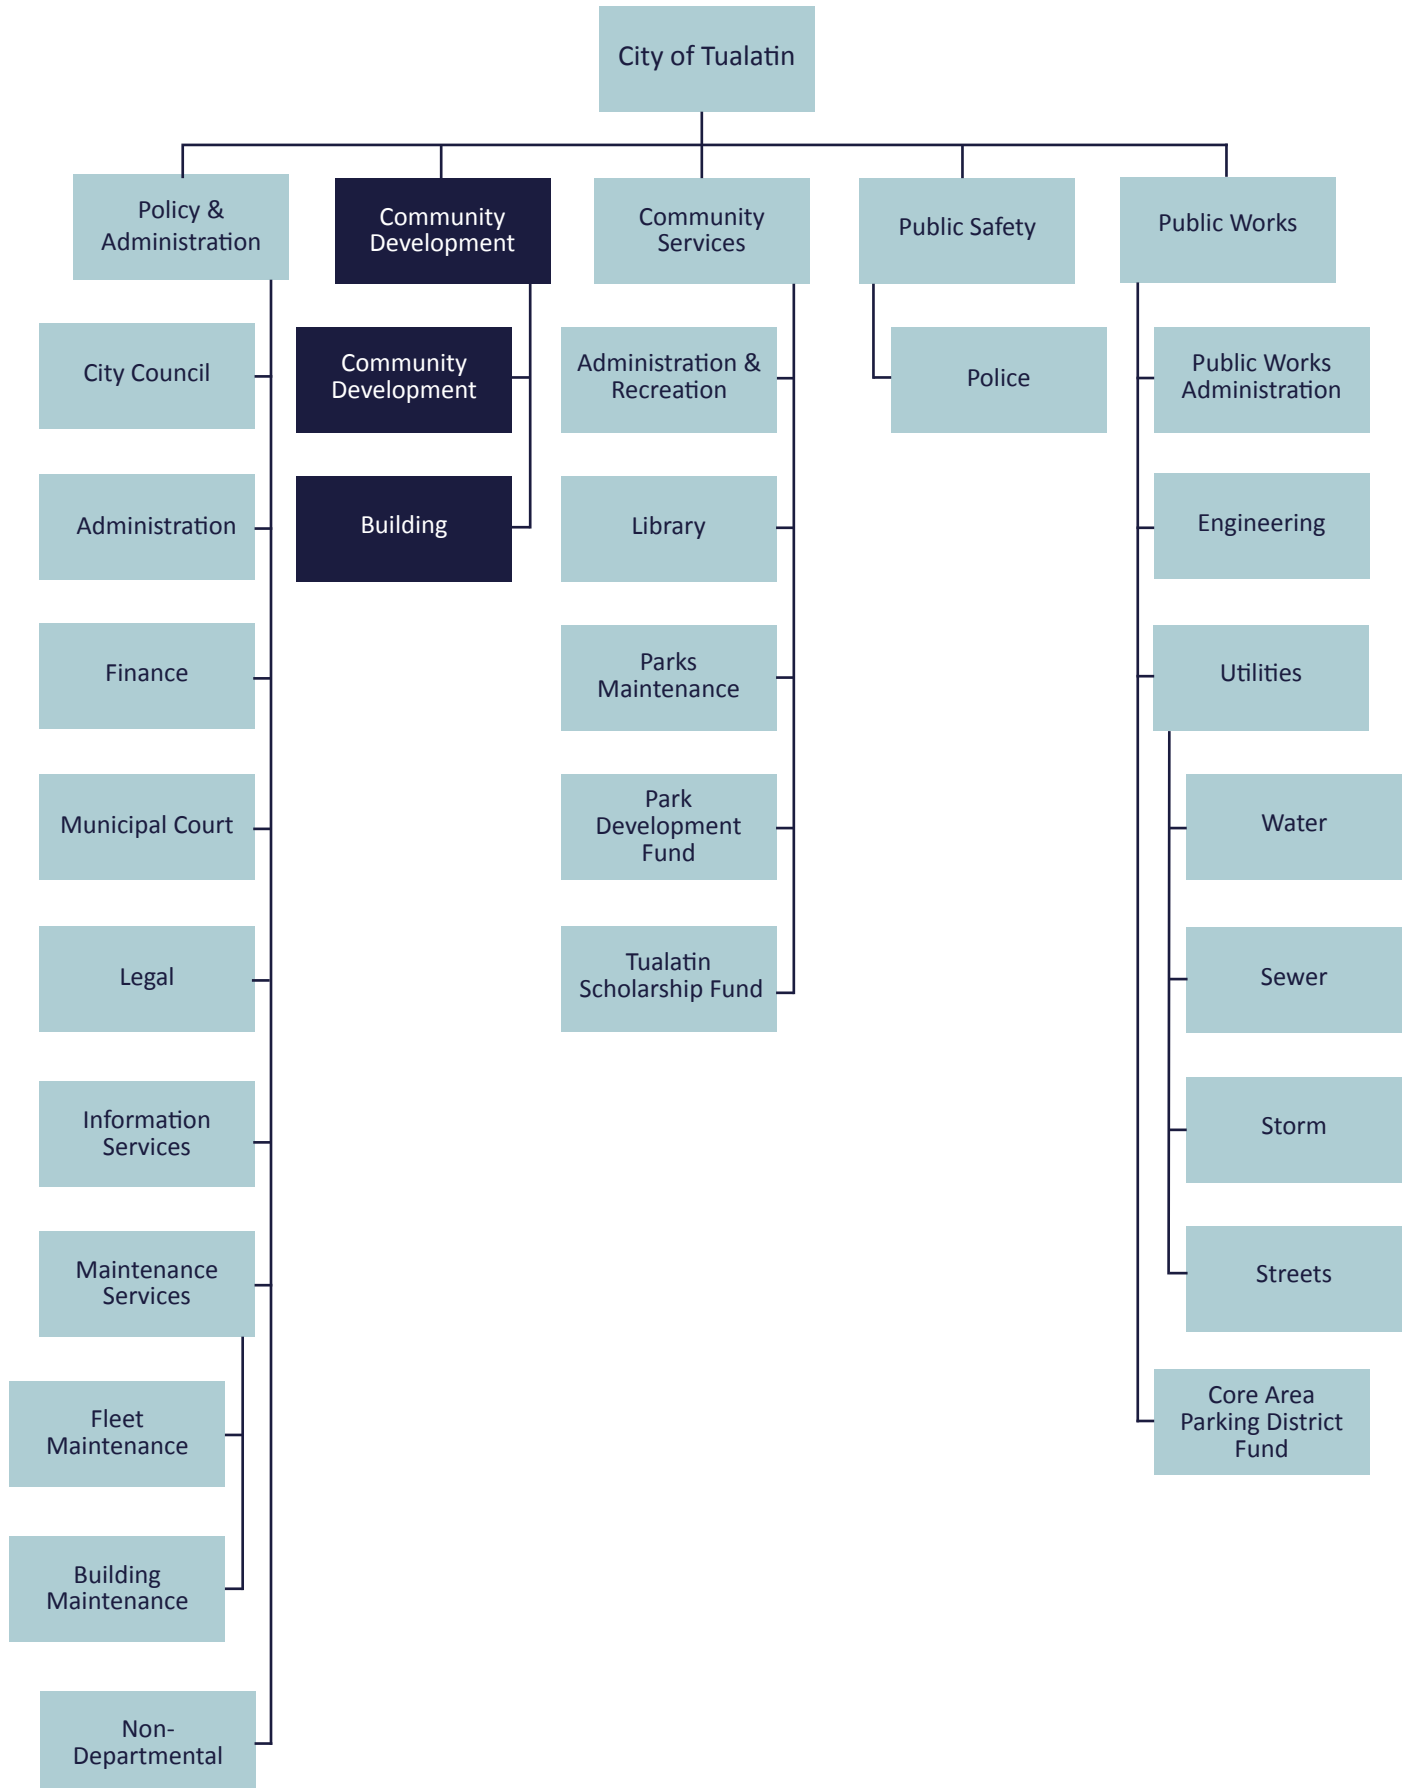 City of Tualatin
Policy &
Administration
Community
Development
Community
Services
Public Safety
Public Works
City Council
Administration
Finance
Municipal Court
Legal
Information
Services
Maintenance
Services
Fleet
Maintenance
Building
Maintenance
Non-
Departmental
Community
Development
Building
Administration &
Recreation
Library
Parks
Maintenance
Park
Development
Fund
Tualatin
Scholarship Fund
Police
Public Works
Administration
Engineering
Utilities
Water
Sewer
Storm
Streets
Core Area
Parking District
Fund